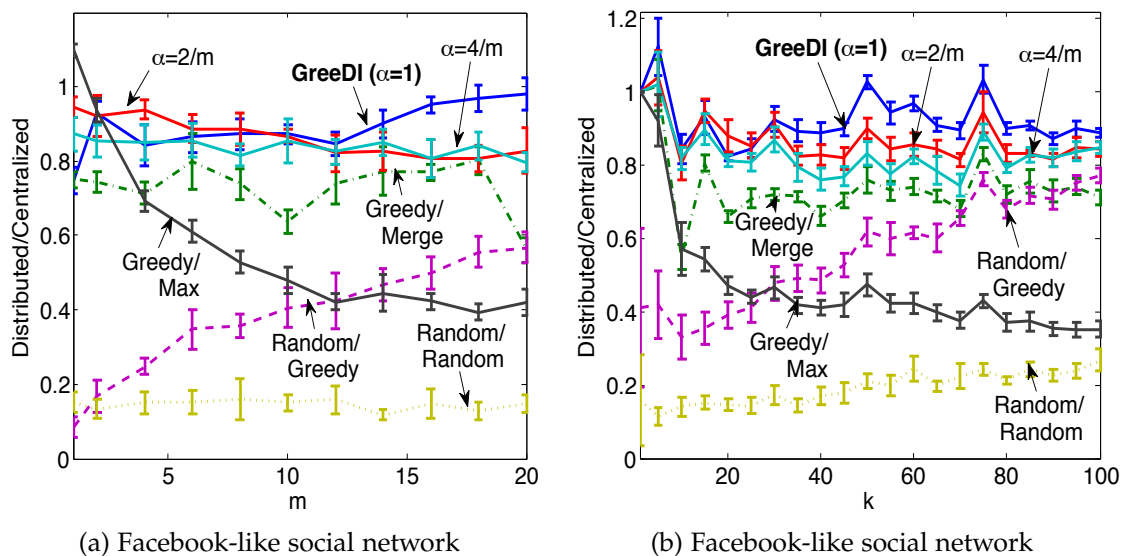 Distributed/Centralized
1
0.8
0.6
0.4
0.2
0
5
10
15
20
m
α=2/m
GreeDI (α=1)
α=4/m
Greedy/
Merge
Greedy/
Max
Random/
Greedy
Random/
Random
(a) Facebook-like social network
Distributed/Centralized
1.2
1
0.8
0.6
0.4
0.2
0
20
40
60
80
100
k
GreeDI (α=1)
α=2/m
α=4/m
Greedy/
Merge
Random/
Greedy
Greedy/
Max
Random/
Random
(b) Facebook-like social network